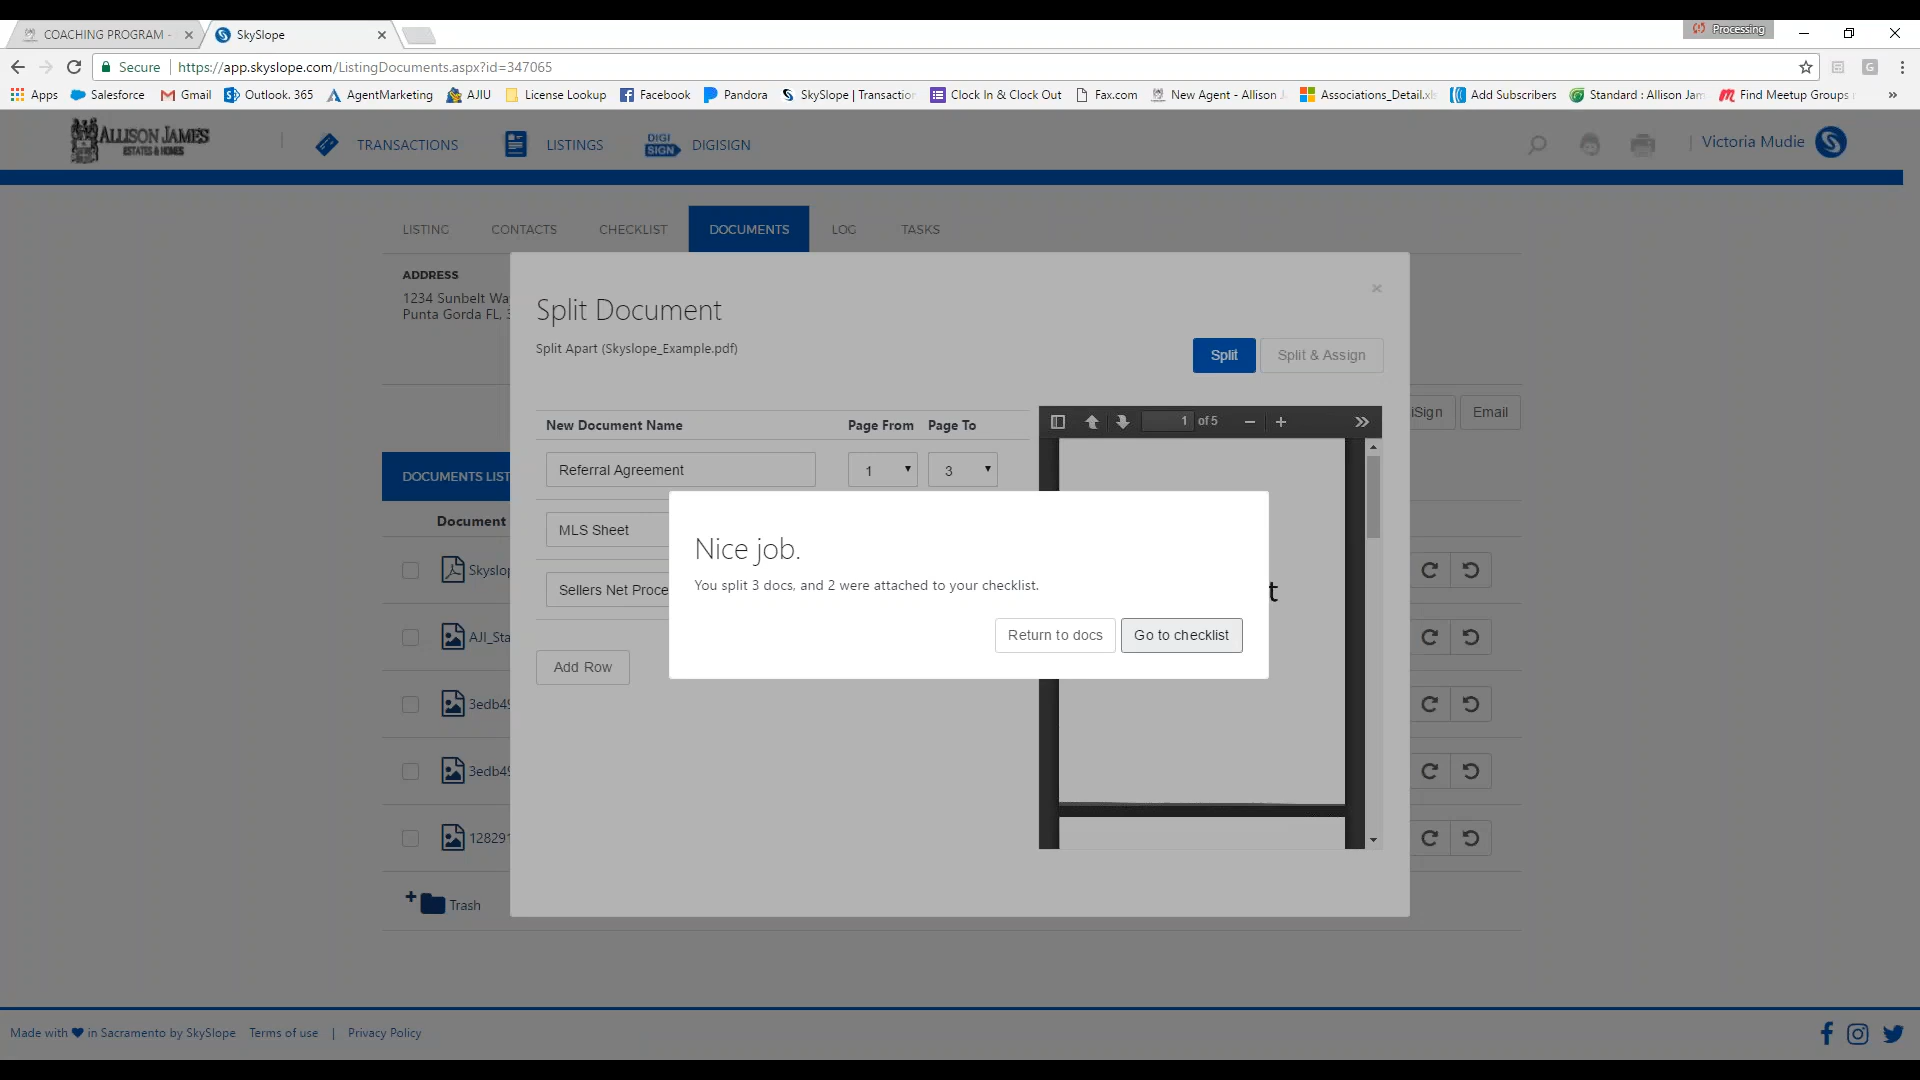 COACHING PROGRAM -
SkySlope
Processing
Secure
https://app.skyslope.com/ListingDocuments.aspx?id=347065
Apps
Salesforce
Gmail
Outlook. 365
AgentMarketing
AJIU
License Lookup
Facebook
Pandora
SkySlope | Transaction
Clock In & Clock Out
Fax.com
New Agent - Allison J
Associations_Detail.xls
Add Subscribers
Standard : Allison Jam
Find Meetup Groups
»
ALLISON JAMES
ESTATES & HOMES
TRANSACTIONS
LISTINGS
DIGI
SIGN
DIGISIGN
Victoria Mudie
LISTING
CONTACTS
CHECKLIST
DOCUMENTS
LOG
TASKS
ADDRESS
1234 Sunbelt Wa
Punta Gorda FL, 3
Split Document
Split Apart (Skyslope_Example.pdf)
Split
Split & Assign
iSign
Email
New Document Name
Page From
Page To
1 of 5
Referral Agreement
1
3
DOCUMENTS LIST
Document
MLS Sheet
Nice job.
You split 3 docs, and 2 were attached to your checklist.
Skyslop
Sellers Net Proce
t
Return to docs
Go to checklist
AJI_Sta
Add Row
3edb49
3edb49
128291
Trash
Made with
in Sacramento by SkySlope
Terms of use
|
Privacy Policy